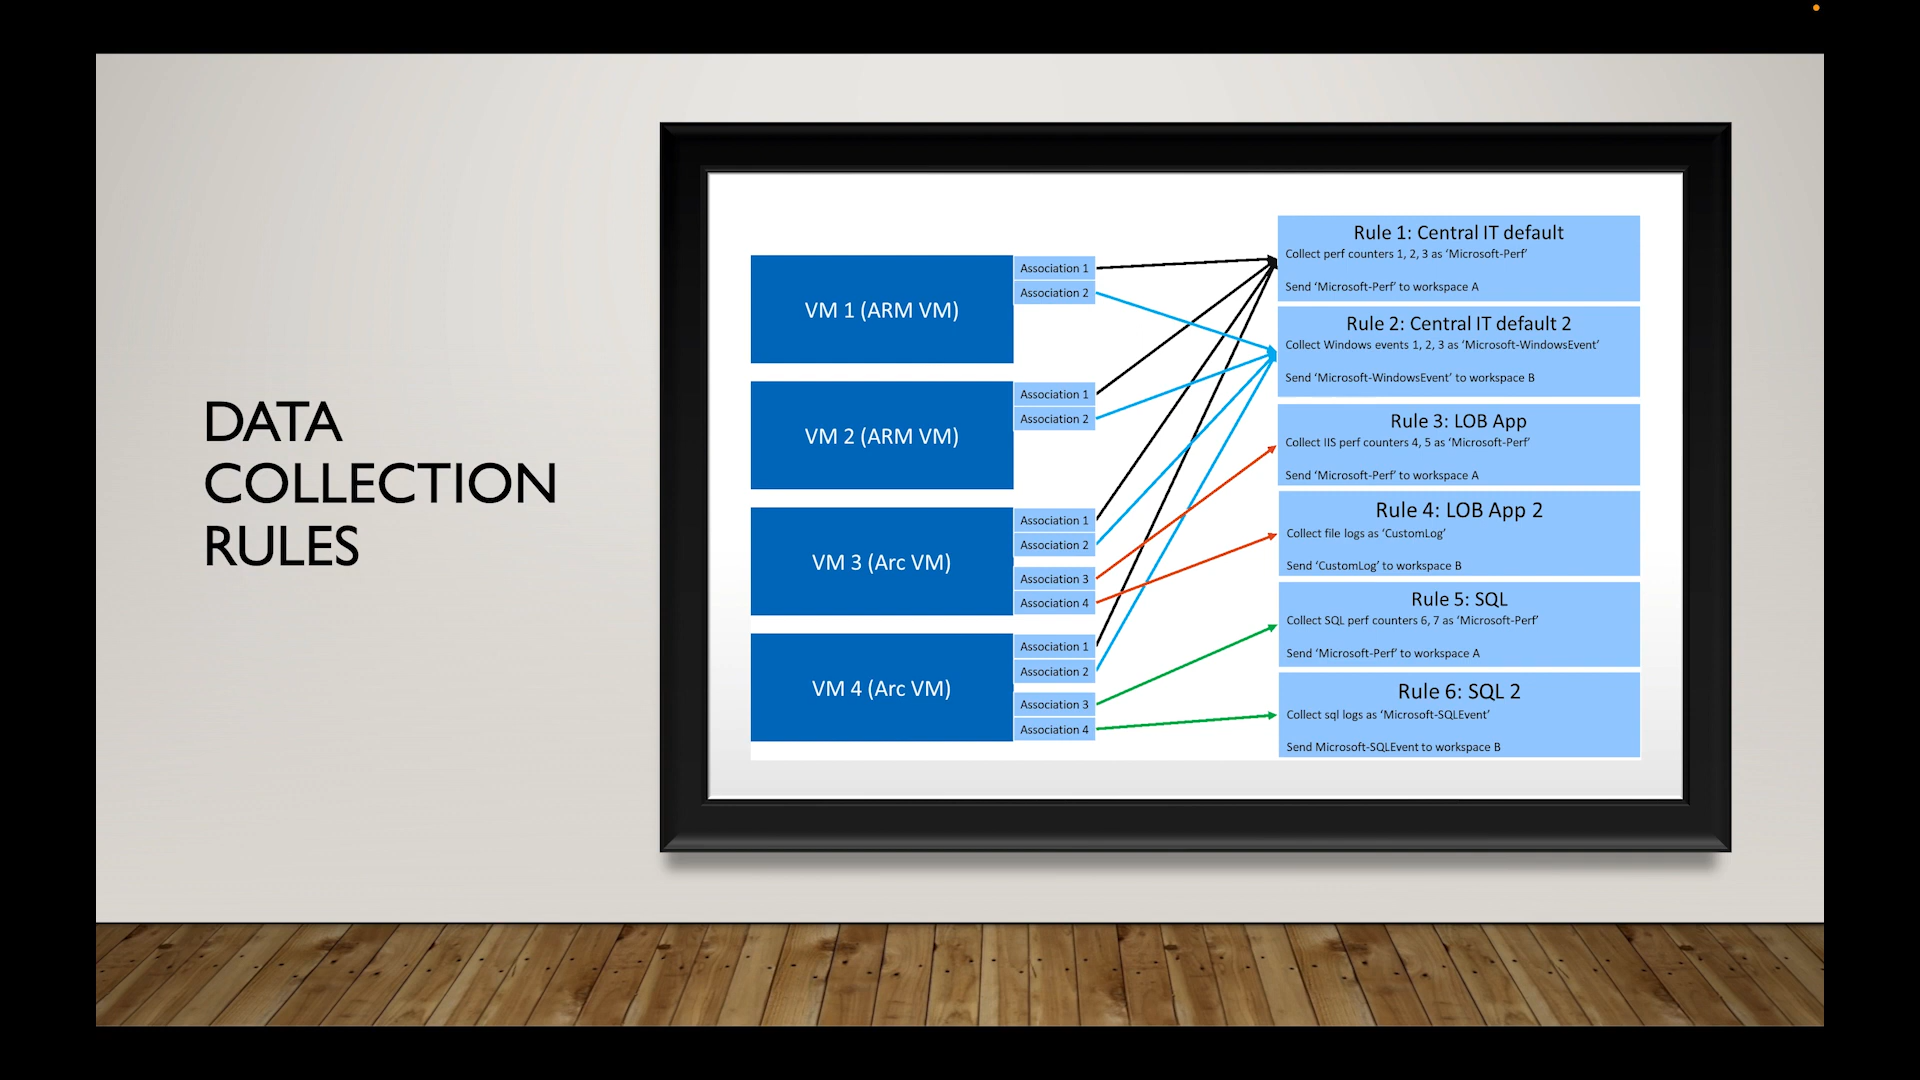 DATA
COLLECTION
RULES
VM 1 (ARM VM)
Association 1
Association 2
VM 2 (ARM VM)
Association 1
Association 2
VM 3 (Arc VM)
Association 1
Association 2
Association 3
Association 4
VM 4 (Arc VM)
Association 1
Association 2
Association 3
Association 4
Rule 1: Central IT default
Collect perf counters 1, 2, 3 as ‘Microsoft-Perf’
Send ‘Microsoft-Perf’ to workspace A
Rule 2: Central IT default 2
Collect Windows events 1, 2, 3 as ‘Microsoft-WindowsEvent’
Send ‘Microsoft-WindowsEvent’ to workspace B
Rule 3: LOB App
Collect IIS perf counters 4, 5 as ‘Microsoft-Perf’
Send ‘Microsoft-Perf’ to workspace A
Rule 4: LOB App 2
Collect file logs as ‘CustomLog’
Send ‘CustomLog’ to workspace B
Rule 5: SQL
Collect SQL perf counters 6, 7 as ‘Microsoft-Perf’
Send ‘Microsoft-Perf’ to workspace A
Rule 6: SQL 2
Collect sql logs as ‘Microsoft-SQLEvent’
Send Microsoft-SQLEvent to workspace B